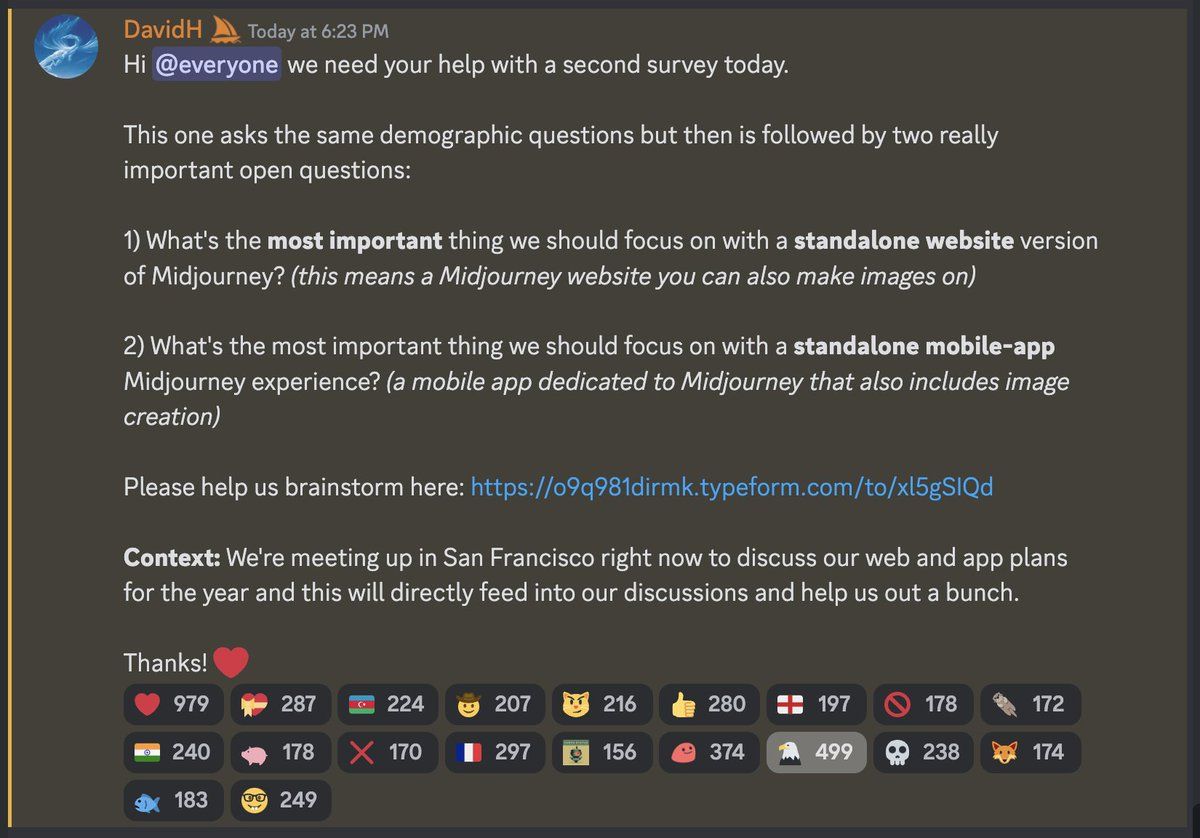 DavidH Today at 6:23 PM
Hi @everyone we need your help with a second survey today.
This one asks the same demographic questions but then is followed by two really
important open questions:
1) What's the most important thing we should focus on with a standalone website version
of Midjourney? (this means a Midjourney website you can also make images on)
2) What's the most important thing we should focus on with a standalone mobile-app
Midjourney experience? (a mobile app dedicated to Midjourney that also includes image
creation)
Please help us brainstorm here: https://o9q981dirmk.typeform.com/to/xl5gSIQd
Context: We're meeting up in San Francisco right now to discuss our web and app plans
for the year and this will directly feed into our discussions and help us out a bunch.
Thanks!
979 287 224 207 216 280 197 178 172
240 178 170 297 156 374 499 238 174
183 249